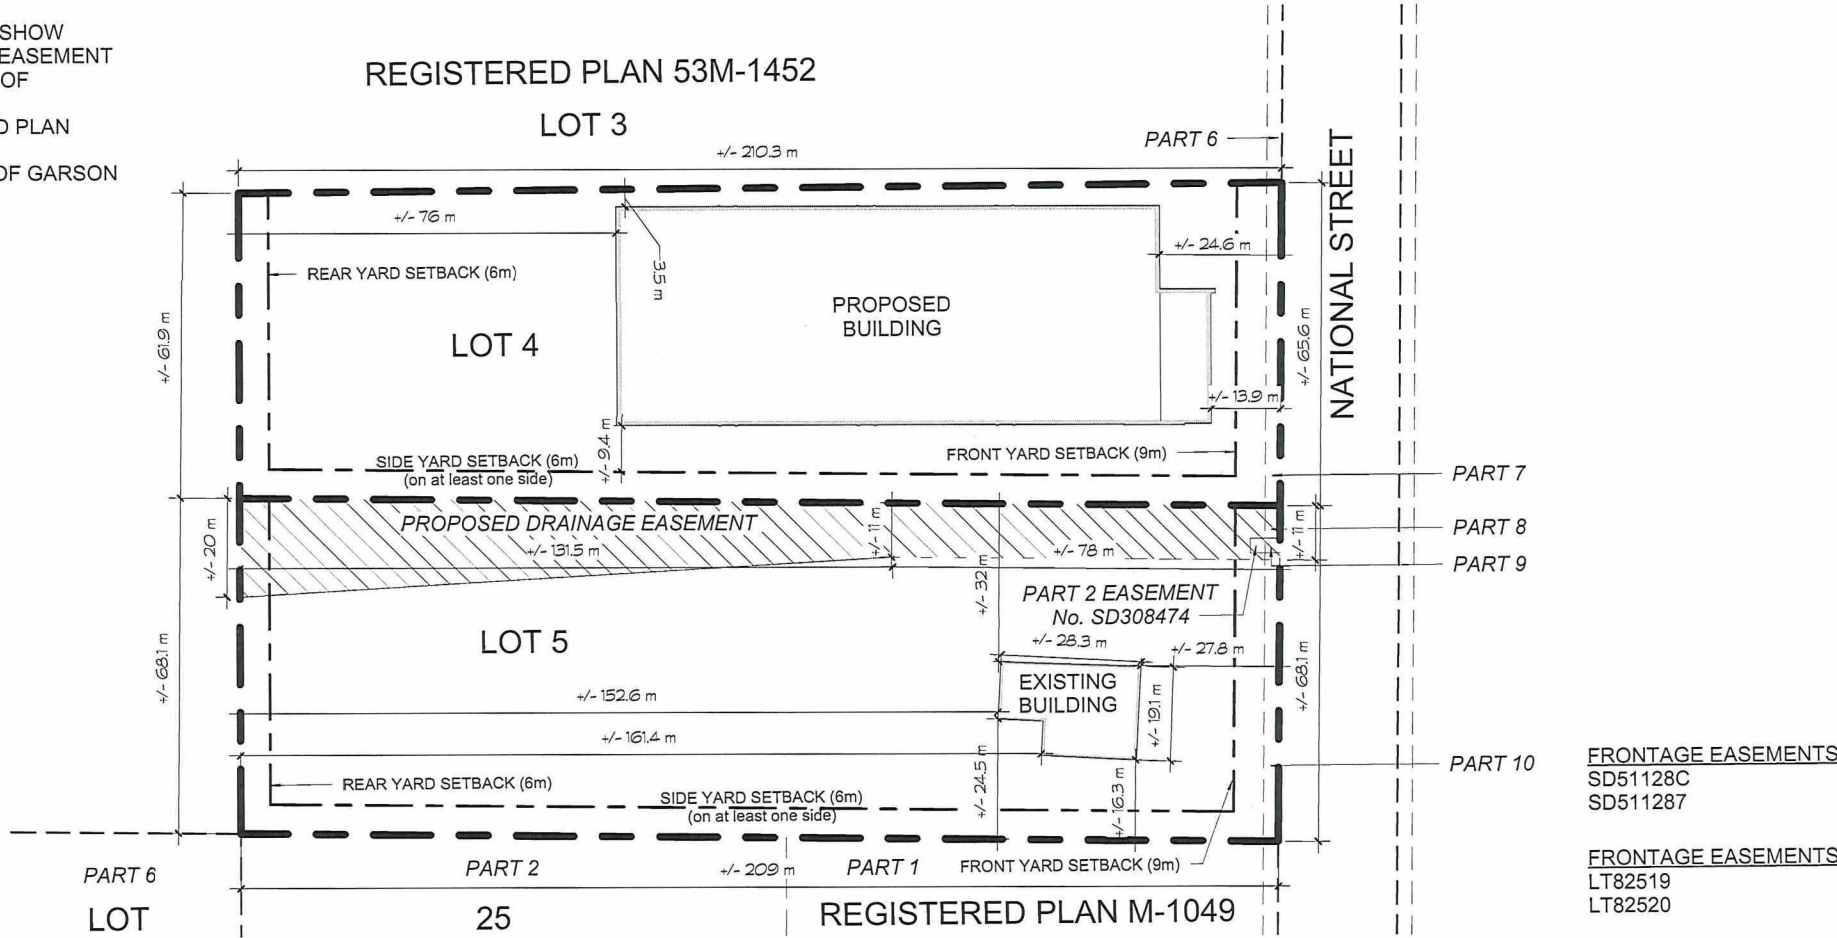 SHOW
EASEMENT
OF
D PLAN
OF GARSON
REGISTERED PLAN 53M-1452
LOT 3
PART 6
+/- 210.3 m
NATIONAL STREET
+/- 76 m
+/- 24.6 m
REAR YARD SETBACK (6m)
3.5 m
PROPOSED
BUILDING
LOT 4
+/- 61.9 m
+/- 65.6 m
+/- 13.9 m
+/- 9.4 m
SIDE YARD SETBACK (6m)
(on at least one side)
FRONT YARD SETBACK (9m)
PART 7
PROPOSED DRAINAGE EASEMENT
+/- 20 m
+/- 131.5 m
+/- 11 m
+/- 78 m
+/- 11 m
PART 8
PART 9
+/- 32 m
PART 2 EASEMENT
No. SD308474
LOT 5
+/- 28.3 m
+/- 27.8 m
+/- 68.1 m
EXISTING
BUILDING
+/- 19.1 m
+/- 68.1 m
+/- 152.6 m
+/- 161.4 m
PART 10
REAR YARD SETBACK (6m)
SIDE YARD SETBACK (6m)
(on at least one side)
+/- 24.5 m
+/- 16.3 m
FRONTAGE EASEMENTS
SD51128C
SD511287
PART 6
PART 2
+/- 209 m
PART 1
FRONT YARD SETBACK (9m)
FRONTAGE EASEMENTS
LT82519
LT82520
LOT
25
REGISTERED PLAN M-1049